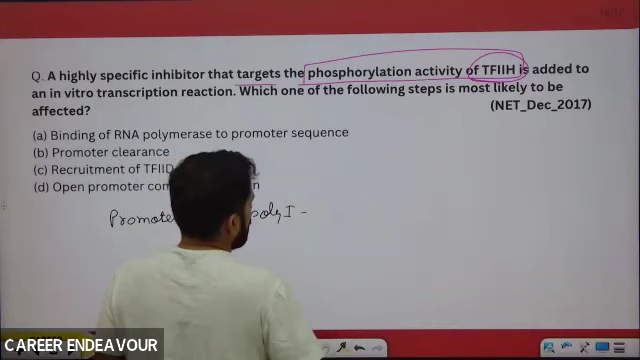 Q. A highly specific inhibitor that targets the phosphorylation activity of TFIIH is added to
an in vitro transcription reaction. Which one of the following steps is most likely to be
affected?
(NET_Dec_2017)
(a) Binding of RNA polymerase to promoter sequence
(b) Promoter clearance
(c) Recruitment of TFIID
(d) Open promoter
Promote poly I -
CAREER ENDEAVOUR